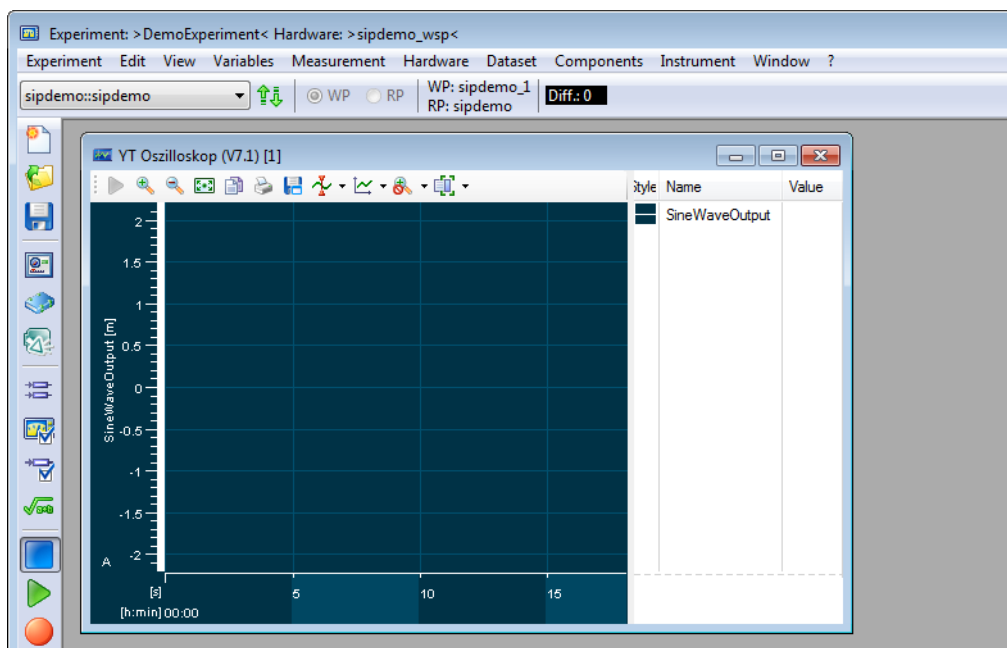 Experiment: >DemoExperiment< Hardware: >sipdemo_wsp<
Experiment Edit View Variables Measurement Hardware Dataset Components Instrument Window ?
sipdemo::sipdemo WP RP WP: sipdemo_1 Diff.: 0
RP: sipdemo
YT Oszilloskop (V7.1) [1]
Style Name Value
SineWaveOutput
SineWaveOutput [m]
2
1.5
1
0.5
0
-0.5
-1
-1.5
-2
A
[s] 5 10 15
[h:min] 00:00